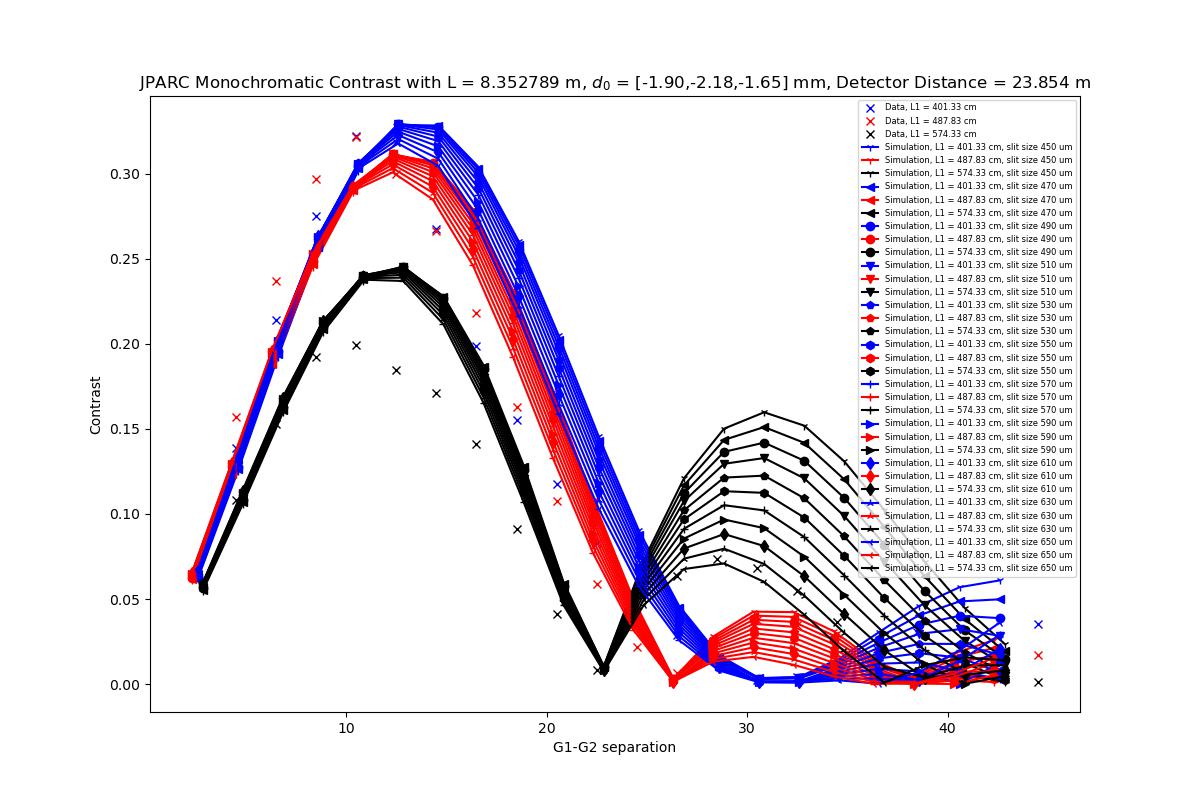 JPARC Monochromatic Contrast with L = 8.352789 m, d0 = [-1.90,-2.18,-1.65] mm, Detector Distance = 23.854 m
Data, L1 = 401.33 cm
Data, L1 = 487.83 cm
Data, L1 = 574.33 cm
Simulation, L1 = 401.33 cm, slit size 450 um
Simulation, L1 = 487.83 cm, slit size 450 um
Simulation, L1 = 574.33 cm, slit size 450 um
Simulation, L1 = 401.33 cm, slit size 470 um
Simulation, L1 = 487.83 cm, slit size 470 um
Simulation, L1 = 574.33 cm, slit size 470 um
Simulation, L1 = 401.33 cm, slit size 490 um
Simulation, L1 = 487.83 cm, slit size 490 um
Simulation, L1 = 574.33 cm, slit size 490 um
Simulation, L1 = 401.33 cm, slit size 510 um
Simulation, L1 = 487.83 cm, slit size 510 um
Simulation, L1 = 574.33 cm, slit size 510 um
Simulation, L1 = 401.33 cm, slit size 530 um
Simulation, L1 = 487.83 cm, slit size 530 um
Simulation, L1 = 574.33 cm, slit size 530 um
Simulation, L1 = 401.33 cm, slit size 550 um
Simulation, L1 = 487.83 cm, slit size 550 um
Simulation, L1 = 574.33 cm, slit size 550 um
Simulation, L1 = 401.33 cm, slit size 570 um
Simulation, L1 = 487.83 cm, slit size 570 um
Simulation, L1 = 574.33 cm, slit size 570 um
Simulation, L1 = 401.33 cm, slit size 590 um
Simulation, L1 = 487.83 cm, slit size 590 um
Simulation, L1 = 574.33 cm, slit size 590 um
Simulation, L1 = 401.33 cm, slit size 610 um
Simulation, L1 = 487.83 cm, slit size 610 um
Simulation, L1 = 574.33 cm, slit size 610 um
Simulation, L1 = 401.33 cm, slit size 630 um
Simulation, L1 = 487.83 cm, slit size 630 um
Simulation, L1 = 574.33 cm, slit size 630 um
Simulation, L1 = 401.33 cm, slit size 650 um
Simulation, L1 = 487.83 cm, slit size 650 um
Simulation, L1 = 574.33 cm, slit size 650 um
0.30
0.25
0.20
0.15
0.10
0.05
0.00
Contrast
10 20 30 40
G1-G2 separation